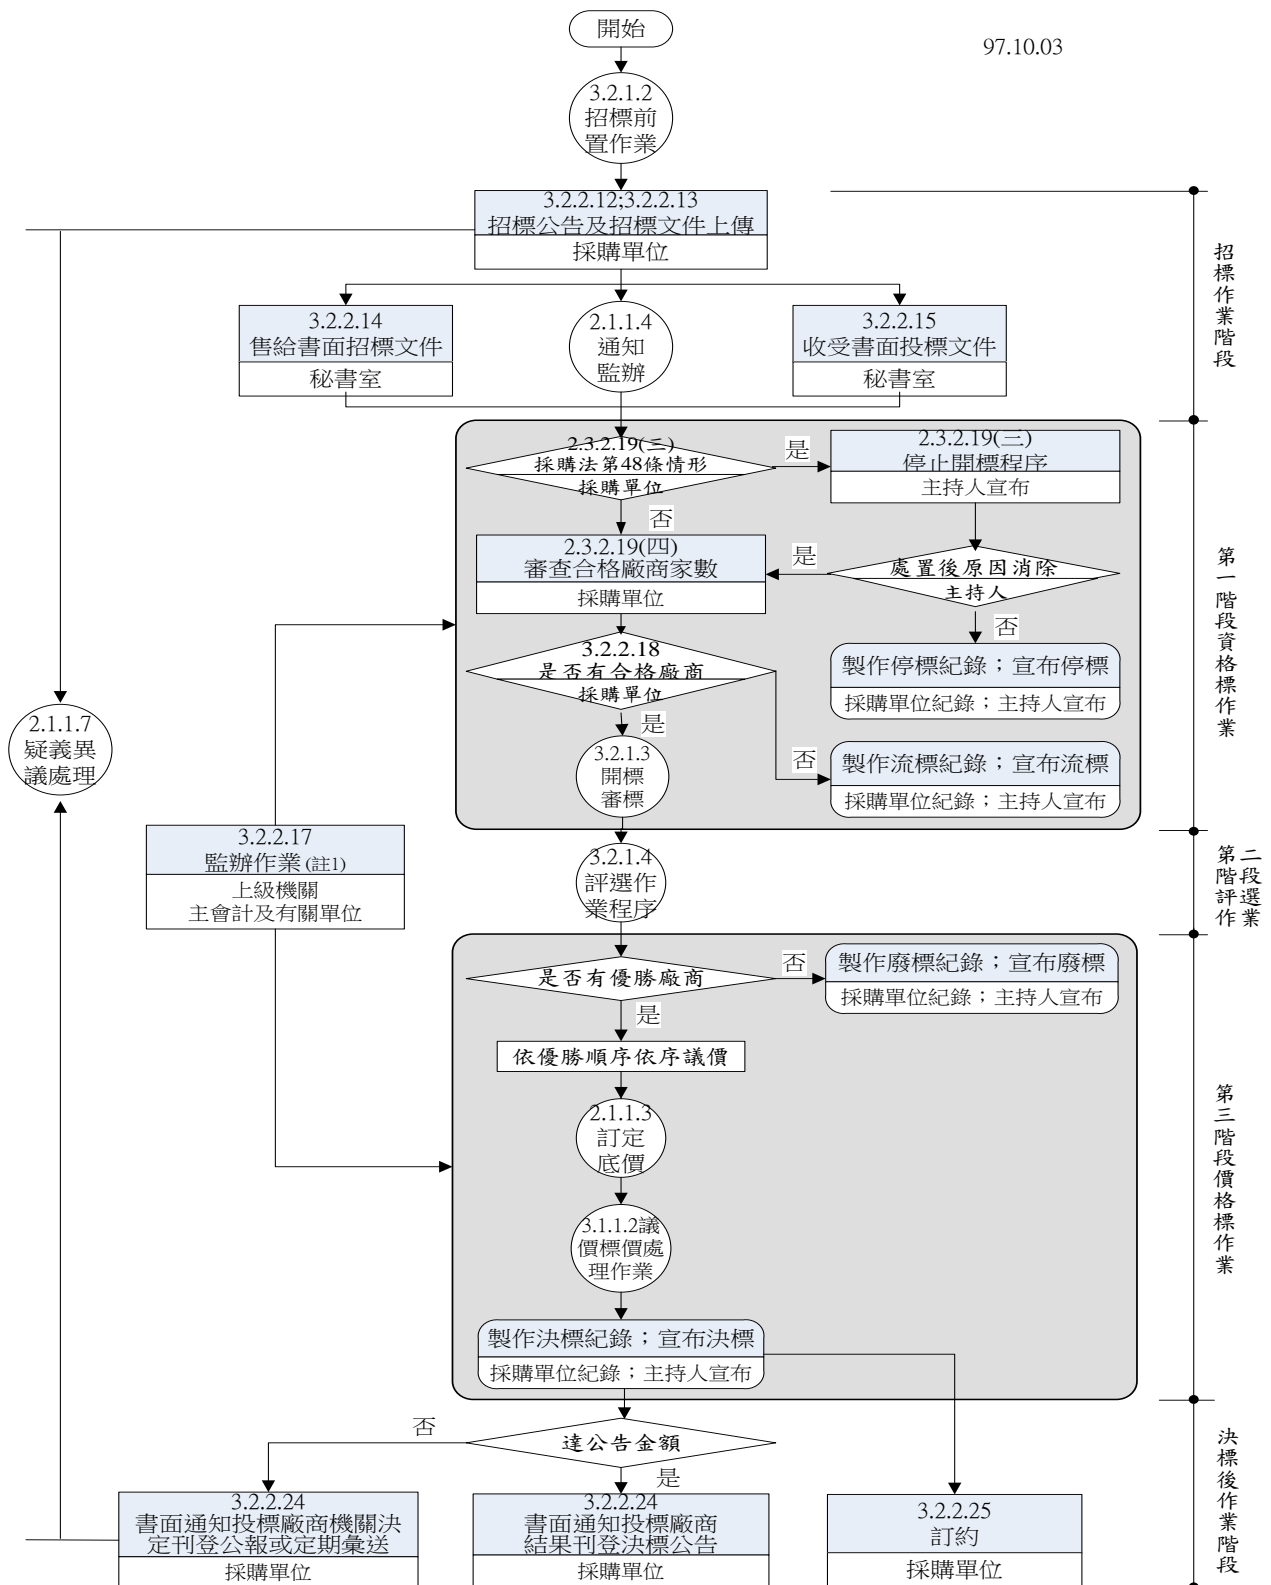 開始
97.10.03
3.2.1.2
招標前
置作業
3.2.2.12;3.2.2.13
招標公告及招標文件上傳
採購單位
招標作業階段
3.2.2.14
售給書面招標文件
秘書室
2.1.1.4
通知
監辦
3.2.2.15
收受書面投標文件
秘書室
2.3.2.19(三)
採購法第48條情形
採購單位
是
2.3.2.19(三)
停止開標程序
主持人宣布
否
2.3.2.19(四)
審查合格廠商家數
採購單位
是
處置後原因消除
主持人
否
第一階段資格標作業
3.2.2.18
是否有合格廠商
採購單位
製作停標紀錄；宣布停標
採購單位紀錄；主持人宣布
是
2.1.1.7
疑義異
議處理
3.2.1.3
開標
審標
否
製作流標紀錄；宣布流標
採購單位紀錄；主持人宣布
3.2.2.17
監辦作業(註1)
上級機關
主會計及有關單位
3.2.1.4
評選作
業程序
第二
階段
評選
作業
是否有優勝廠商
否
製作廢標紀錄；宣布廢標
採購單位紀錄；主持人宣布
是
依優勝順序依序議價
2.1.1.3
訂定
底價
第三階段價格標作業
3.1.1.2議
價標價處
理作業
製作決標紀錄；宣布決標
採購單位紀錄；主持人宣布
否
達公告金額
是
決標後作業階段
3.2.2.24
書面通知投標廠商機關決
定刊登公報或定期彙送
採購單位
3.2.2.24
書面通知投標廠商
結果刊登決標公告
採購單位
3.2.2.25
訂約
採購單位